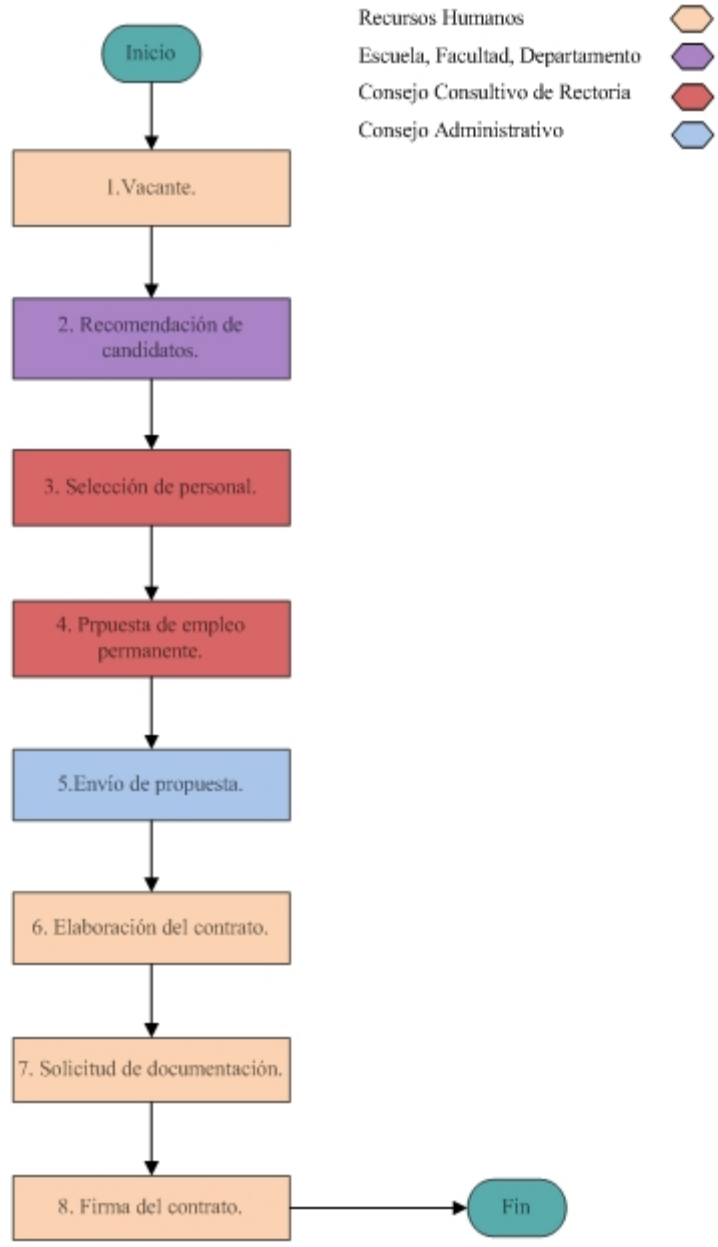 Inicio
1.Vacante.
2. Recomendación de
candidatos.
3. Selección de personal.
4. Prpuesta de empleo
permanente.
5.Envío de propuesta.
6. Elaboración del contrato.
7. Solicitud de documentación.
8. Firma del contrato.
Fin
Recursos Humanos
Escuela, Facultad, Departamento
Consejo Consultivo de Rectoría
Consejo Administrativo